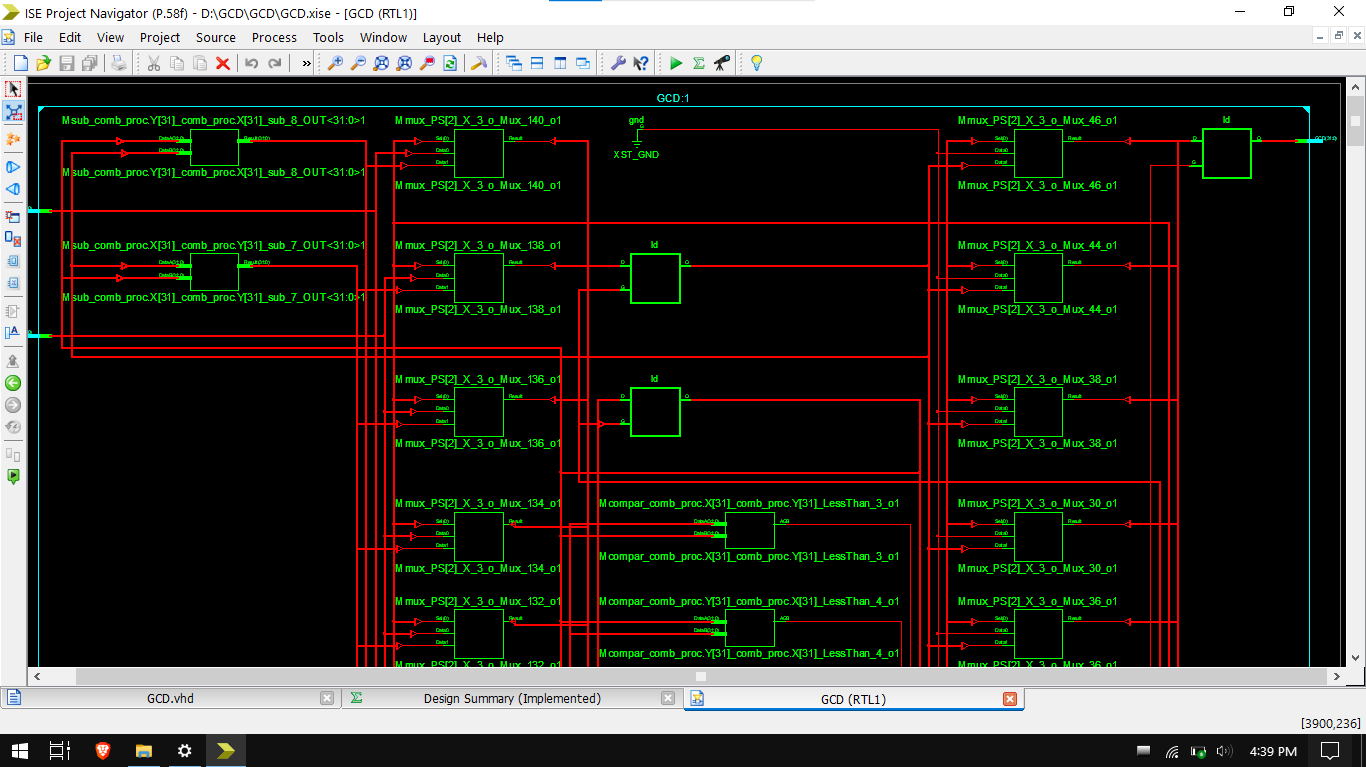 ISE Project Navigator (P.58f) - D:\GCD\GCD\GCD.xise - [GCD (RTL1)]
File Edit View Project Source Process Tools Window Layout Help
GCD:1
Msub_comb_proc.Y[31]_comb_proc.X[31]_sub_8_OUT<31:0>1
Mmux_PS[2]_X_3_o_Mux_140_o1
gnd
Mmux_PS[2]_X_3_o_Mux_46_o1
ld
XST_GND
Msub_comb_proc.Y[31]_comb_proc.X[31]_sub_8_OUT<31:0>1
Mmux_PS[2]_X_3_o_Mux_140_o1
Mmux_PS[2]_X_3_o_Mux_46_o1
Msub_comb_proc.X[31]_comb_proc.Y[31]_sub_7_OUT<31:0>1
Mmux_PS[2]_X_3_o_Mux_138_o1
ld
Mmux_PS[2]_X_3_o_Mux_44_o1
Msub_comb_proc.X[31]_comb_proc.Y[31]_sub_7_OUT<31:0>1
Mmux_PS[2]_X_3_o_Mux_138_o1
Mmux_PS[2]_X_3_o_Mux_44_o1
Mmux_PS[2]_X_3_o_Mux_136_o1
ld
Mmux_PS[2]_X_3_o_Mux_38_o1
Mmux_PS[2]_X_3_o_Mux_136_o1
Mmux_PS[2]_X_3_o_Mux_38_o1
Mmux_PS[2]_X_3_o_Mux_134_o1
Mcompar_comb_proc.X[31]_comb_proc.Y[31]_LessThan_3_o1
Mmux_PS[2]_X_3_o_Mux_30_o1
Mcompar_comb_proc.X[31]_comb_proc.Y[31]_LessThan_3_o1
Mmux_PS[2]_X_3_o_Mux_134_o1
Mmux_PS[2]_X_3_o_Mux_30_o1
Mmux_PS[2]_X_3_o_Mux_132_o1
Mcompar_comb_proc.Y[31]_comb_proc.X[31]_LessThan_4_o1
Mmux_PS[2]_X_3_o_Mux_36_o1
Mcompar_comb_proc.Y[31]_comb_proc.X[31]_LessThan_4_o1
Mmux_PS[2]_X_3_o_Mux_132_o1
Mmux_PS[2]_X_3_o_Mux_36_o1
GCD.vhd
Design Summary (Implemented)
GCD (RTL1)
[3900,236]
4:39 PM